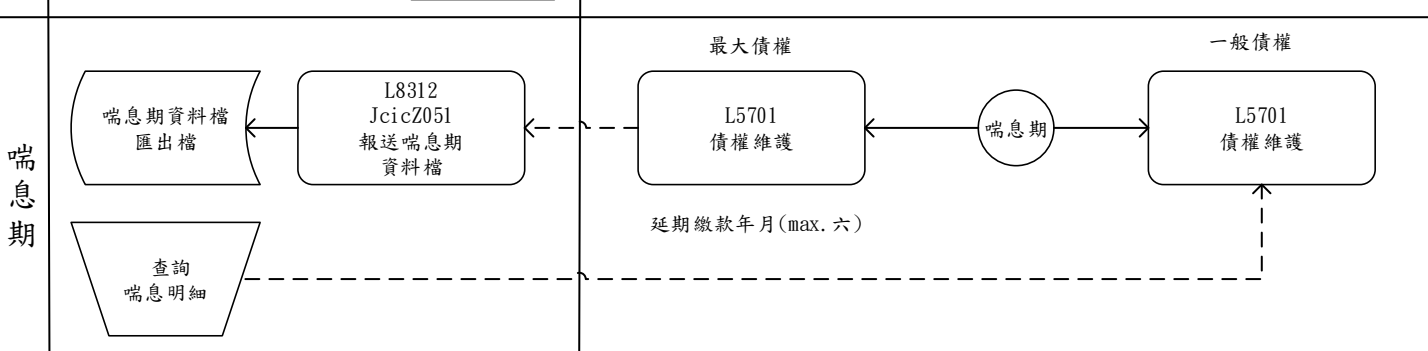 喘息期
喘息期資料檔
匯出檔
L8312
JcicZ051
報送喘息期
資料檔
最大債權
L5701
債權維護
延期繳款年月(max.六)
喘息期
一般債權
L5701
債權維護
查詢
喘息明細